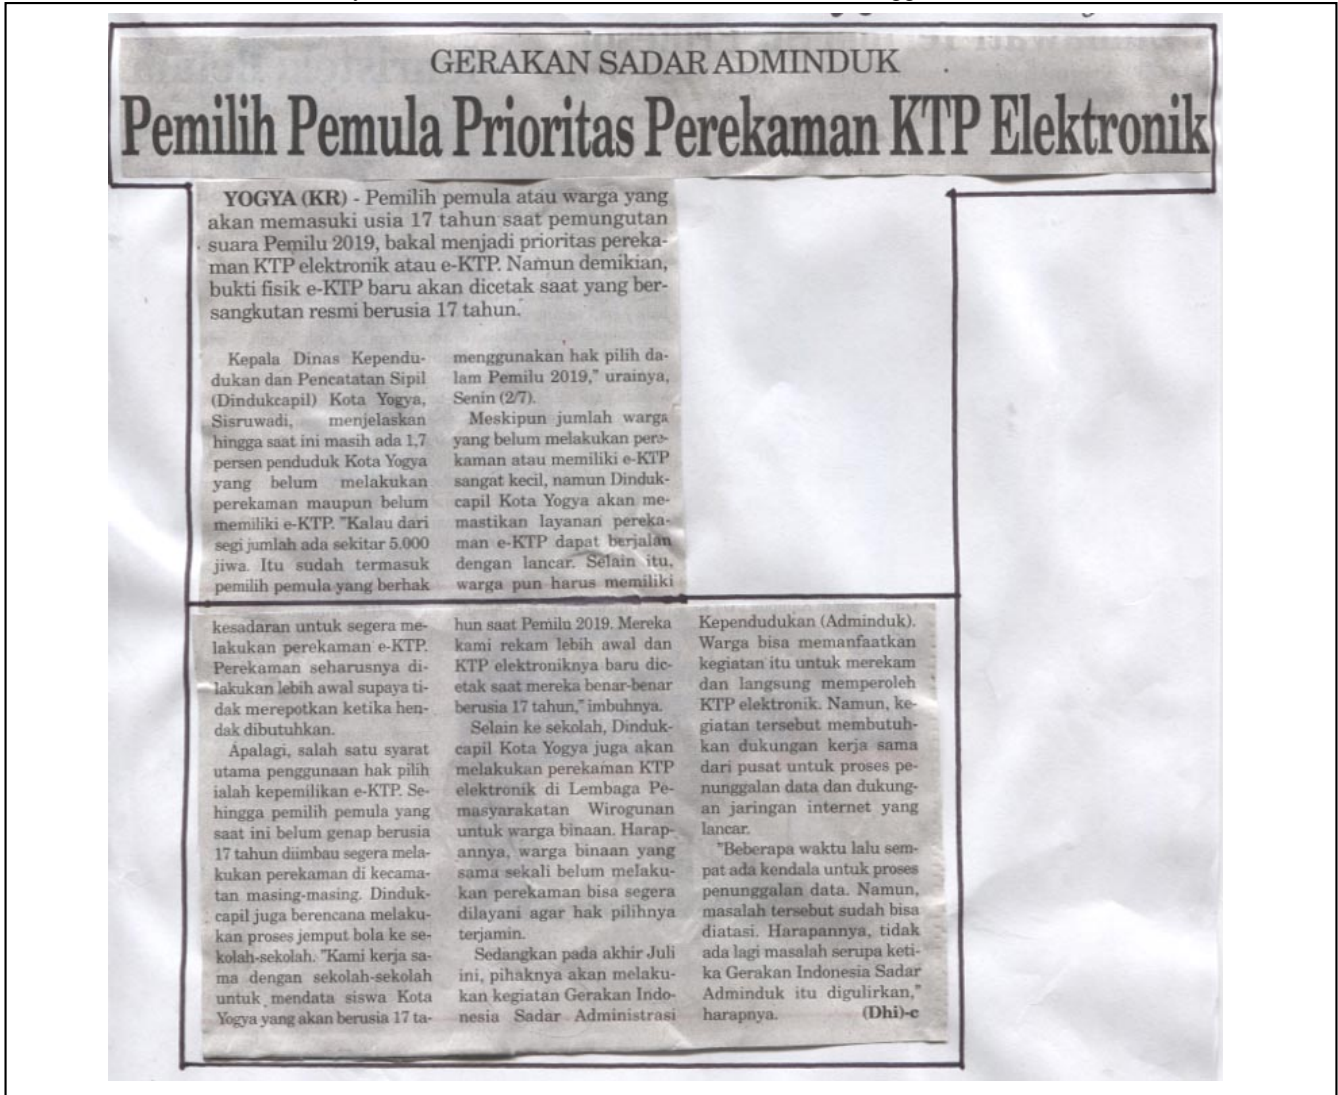 GERAKAN SADAR ADMINDUK
Pemilih Pemula Prioritas Perekaman KTP Elektronik
YOGYA (KR) - Pemilih pemula atau warga yang
akan memasuki usia 17 tahun saat pemungutan
suara Pemilu 2019, bakal menjadi prioritas pereka-
man KTP elektronik atau e-KTP. Namun demikian,
bukti fisik e-KTP baru akan dicetak saat yang ber-
sangkutan resmi berusia 17 tahun.
Kepala Dinas Kependu-
dukan dan Pencatatan Sipil
(Dindukcapil) Kota Yogya,
Sisruwadi, menjelaskan
hingga saat ini masih ada 1,7
persen penduduk Kota Yogya
yang belum melakukan
perekaman maupun belum
memiliki e-KTP. "Kalau dari
segi jumlah ada sekitar 5.000
jiwa. Itu sudah termasuk
pemilih pemula yang berhak
menggunakan hak pilih da-
lam Pemilu 2019," urainya,
Senin (2/7).
Meskipun jumlah warga
yang belum melakukan pere-
kaman atau memiliki e-KTP
sangat kecil, namun Dinduk-
capil Kota Yogya akan me-
mastikan layanan pereka-
man e-KTP dapat berjalan
dengan lancar. Selain itu,
warga pun harus memiliki
kesadaran untuk segera me-
lakukan perekaman e-KTP.
Perekaman seharusnya di-
lakukan lebih awal supaya ti-
dak merepotkan ketika hen-
dak dibutuhkan.
Apalagi, salah satu syarat
utama penggunaan hak pilih
ialah kepemilikan e-KTP. Se-
hingga pemilih pemula yang
saat ini belum genap berusia
17 tahun diimbau segera mela-
kukan perekaman di kecama-
tan masing-masing. Dinduk-
capil juga berencana melaku-
kan proses jemput bola ke se-
kolah-sekolah. "Kami kerja sa-
ma dengan sekolah-sekolah
untuk mendata siswa Kota
Yogya yang akan berusia 17 ta-
hun saat Pemilu 2019. Mereka
kami rekam lebih awal dan
KTP elektroniknya baru dic-
etak saat mereka benar-benar
berusia 17 tahun," imbuhnya.
Selain ke sekolah, Dinduk-
capil Kota Yogya juga akan
melakukan perekaman KTP
elektronik di Lembaga Pe-
masyarakatan Wirogunan
untuk warga binaan. Harap-
annya, warga binaan yang
sama sekali belum melaku-
kan perekaman bisa segera
dilayani agar hak pilihnya
terjamin.
Sedangkan pada akhir Juli
ini, pihaknya akan melaku-
kan kegiatan Gerakan Indo-
nesia Sadar Administrasi
Kependudukan (Adminduk).
Warga bisa memanfaatkan
kegiatan itu untuk merekam
dan langsung memperoleh
KTP elektronik. Namun, ke-
giatan tersebut membutuh-
kan dukungan kerja sama
dari pusat untuk proses pe-
nunggalan data dan dukung-
an jaringan internet yang
lancar.
"Beberapa waktu lalu sem-
pat ada kendala untuk proses
penunggalan data. Namun,
masalah tersebut sudah bisa
diatasi. Harapannya, tidak
ada lagi masalah serupa keti-
ka Gerakan Indonesia Sadar
Adminduk itu digulirkan,"
harapnya. (Dhi)-c